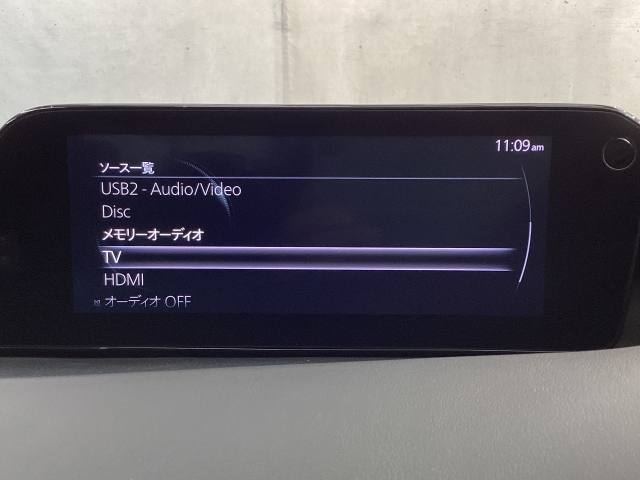 11:09am
ソース一覧
USB2 - Audio/Video
Disc
メモリーオーディオ
TV
HDMI
オーディオ OFF